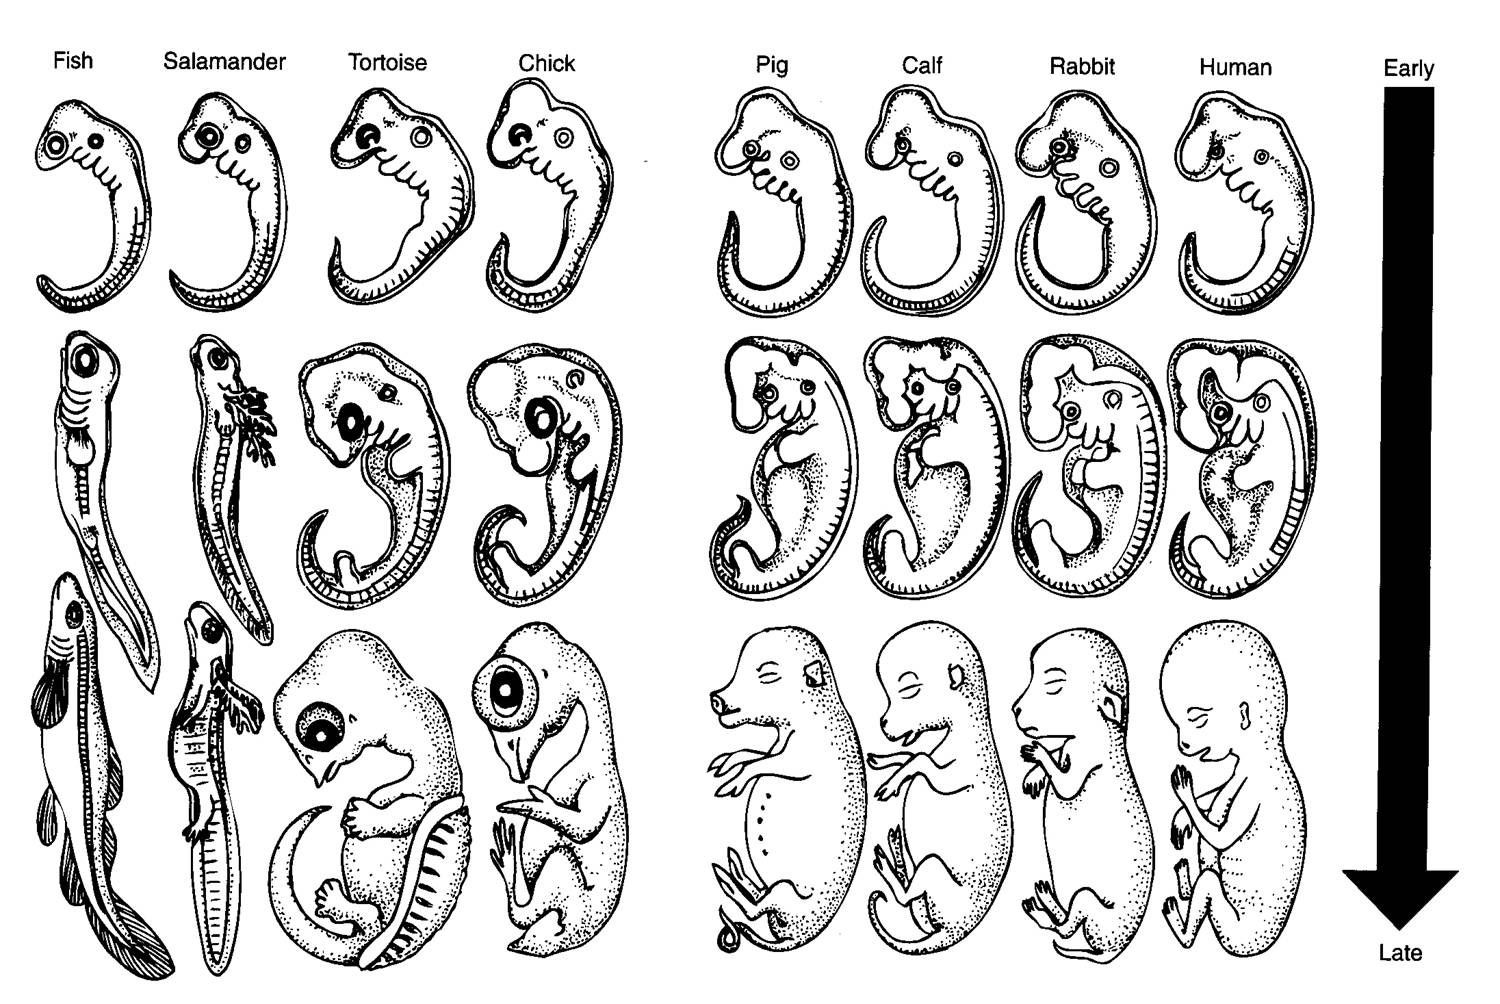 Fish
Salamander
Tortoise
Chick
Pig
Calf
Rabbit
Human
Early
Late